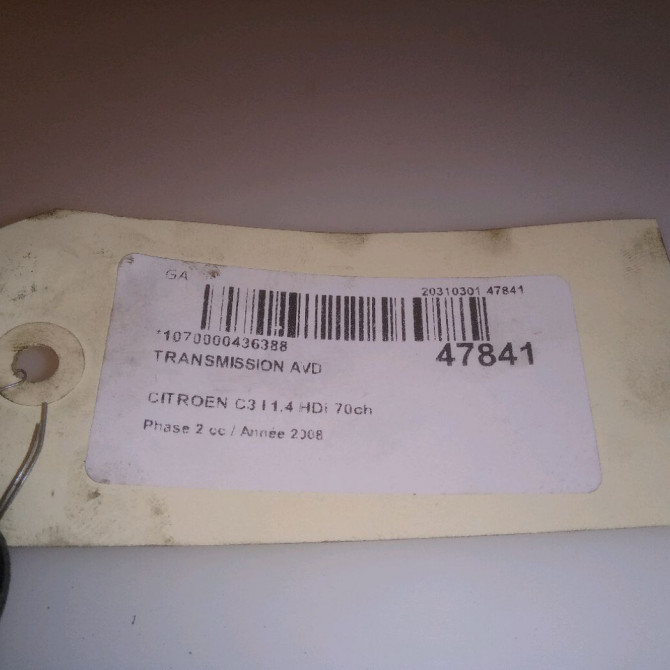 GA
20310301 47841
*1070000436388
47841
TRANSMISSION AVD
CITROEN C3 I 1.4 HDi 70ch
Phase 2 cc / Année 2008